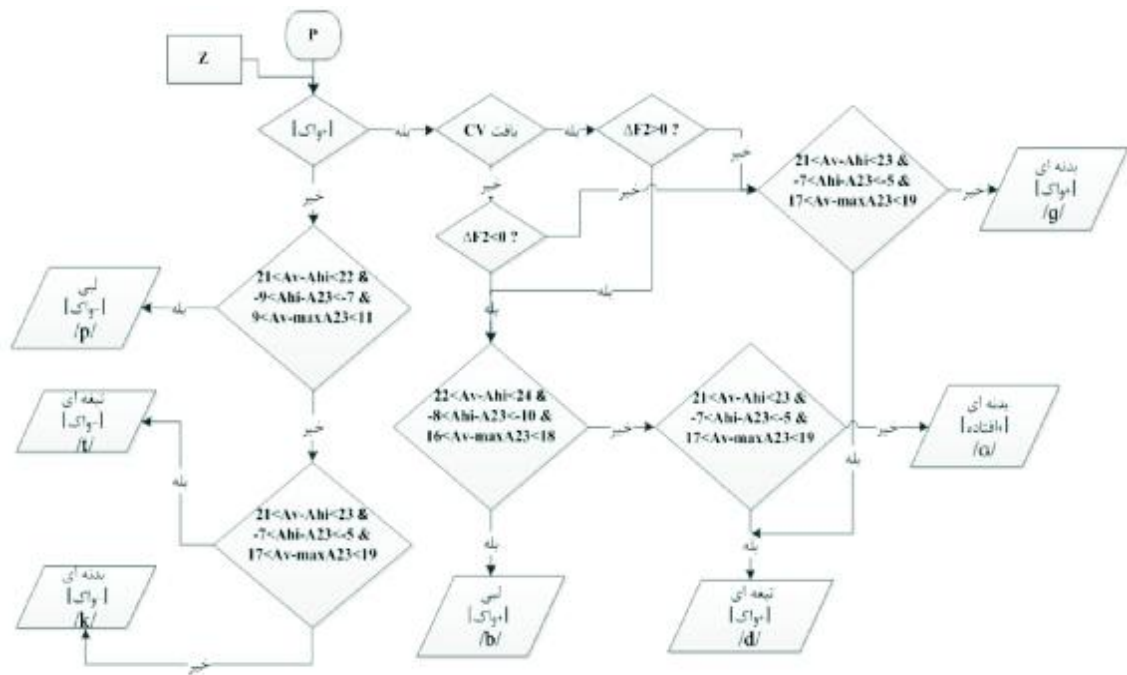 P
Z
[+واک]
بله
بافت CV
بله
ΔF2>0 ?
خیر
خیر
خیر
ΔF2<0 ?
خیر
بله
بله
21<Av-Ahi<23 &
-7<Ahi-A23<-5 &
17<Av-maxA23<19
خیر
بدنه ای
[+واک]
/g/
21<Av-Ahi<22 &
-9<Ahi-A23<-7 &
9<Av-maxA23<11
بله
لبی
[-واک]
/p/
خیر
22<Av-Ahi<24 &
-8<Ahi-A23<-10 &
16<Av-maxA23<18
خیر
21<Av-Ahi<23 &
-7<Ahi-A23<-5 &
17<Av-maxA23<19
خیر
بدنه ای
[+افتاده]
بله
تیغه ای
[-واک]
/t/
بله
21<Av-Ahi<23 &
-7<Ahi-A23<-5 &
17<Av-maxA23<19
بله
لبی
[+واک]
/b/
بله
تیغه ای
[+واک]
/d/
بدنه ای
[-واک]
/k/
خیر